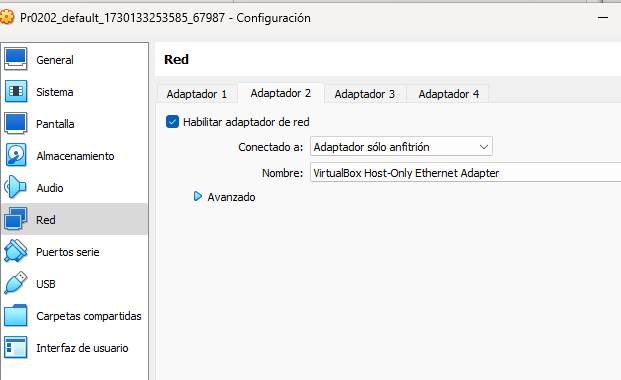 Pr0202_default_1730133253585_67987 - Configuración
General
Sistema
Pantalla
Almacenamiento
Audio
Red
Puertos serie
USB
Carpetas compartidas
Interfaz de usuario
Red
Adaptador 1 Adaptador 2 Adaptador 3 Adaptador 4
Habilitar adaptador de red
Conectado a: Adaptador sólo anfitrión
Nombre: VirtualBox Host-Only Ethernet Adapter
Avanzado